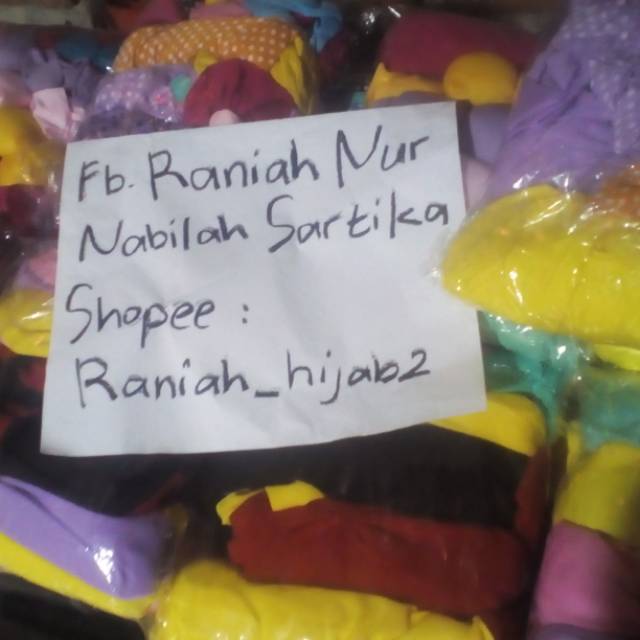 Fb. Raniah Nur
Nabilah Sartika
Shopee :
Raniah_hijab2